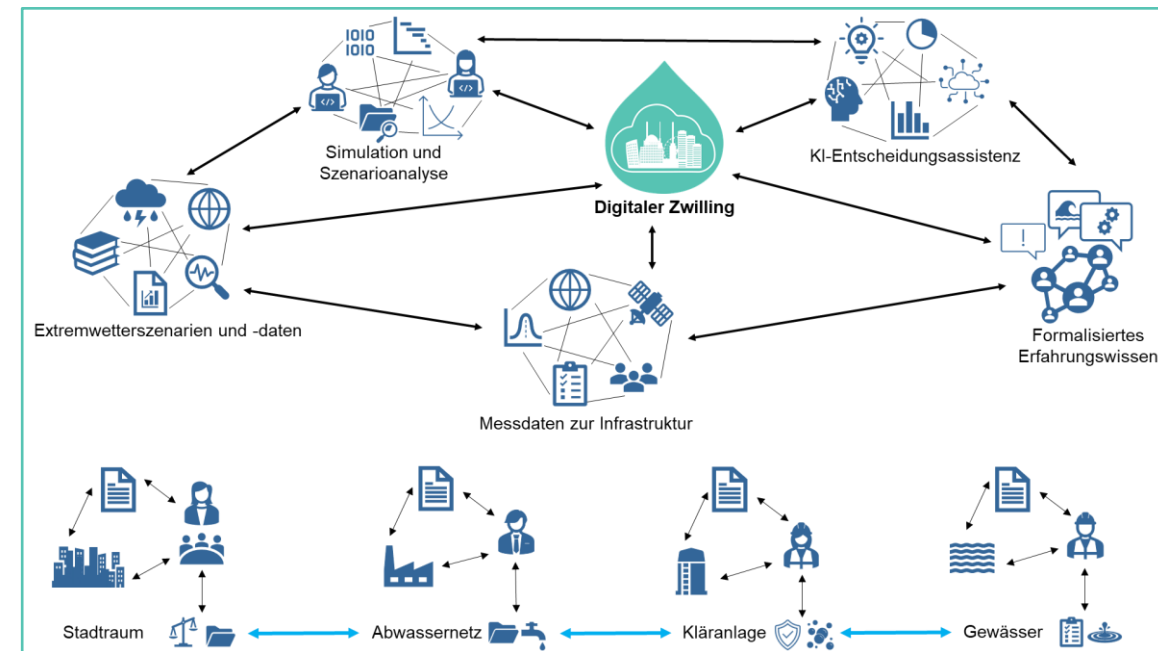 1010
1010
Simulation und
Szenarioanalyse
KI-Entscheidungsassistenz
Digitaler Zwilling
!
Extremwetterszenarien und -daten
Formalisiertes
Erfahrungswissen
Messdaten zur Infrastruktur
Stadtraum
Abwassernetz
Kläranlage
Gewässer